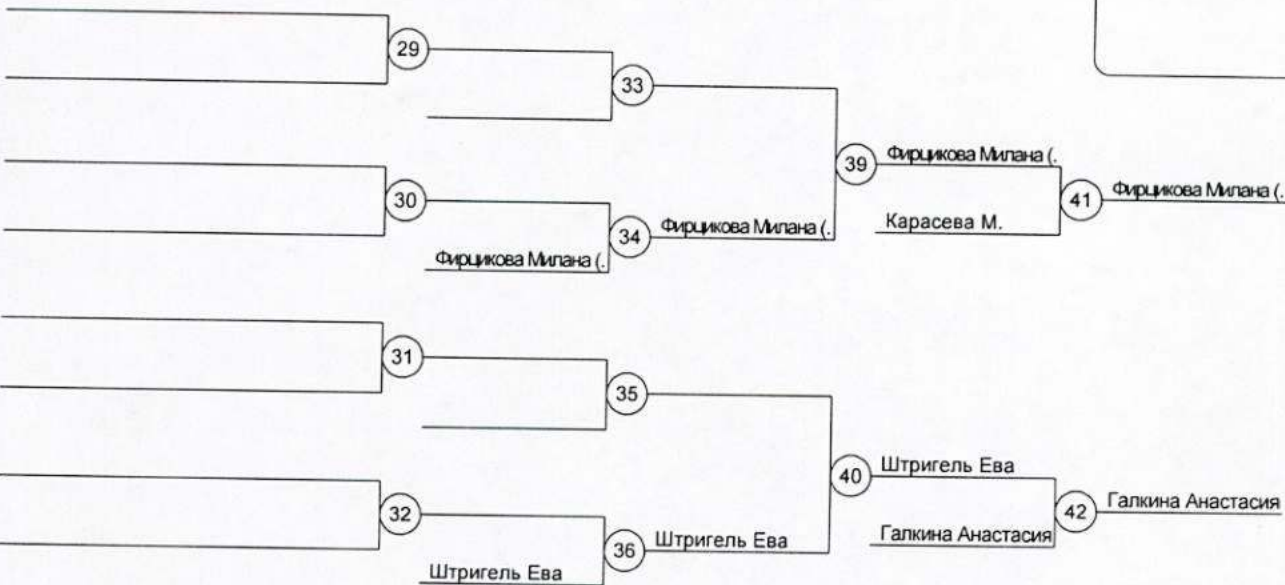 29
33
39
Фирцикова Милана (.
30
41
Фирцикова Милана (.
34
Фирцикова Милана (.
Карасева М.
Фирцикова Милана (.
31
35
40
Штригель Ева
32
42
Галкина Анастасия
36
Штригель Ева
Галкина Анастасия
Штригель Ева